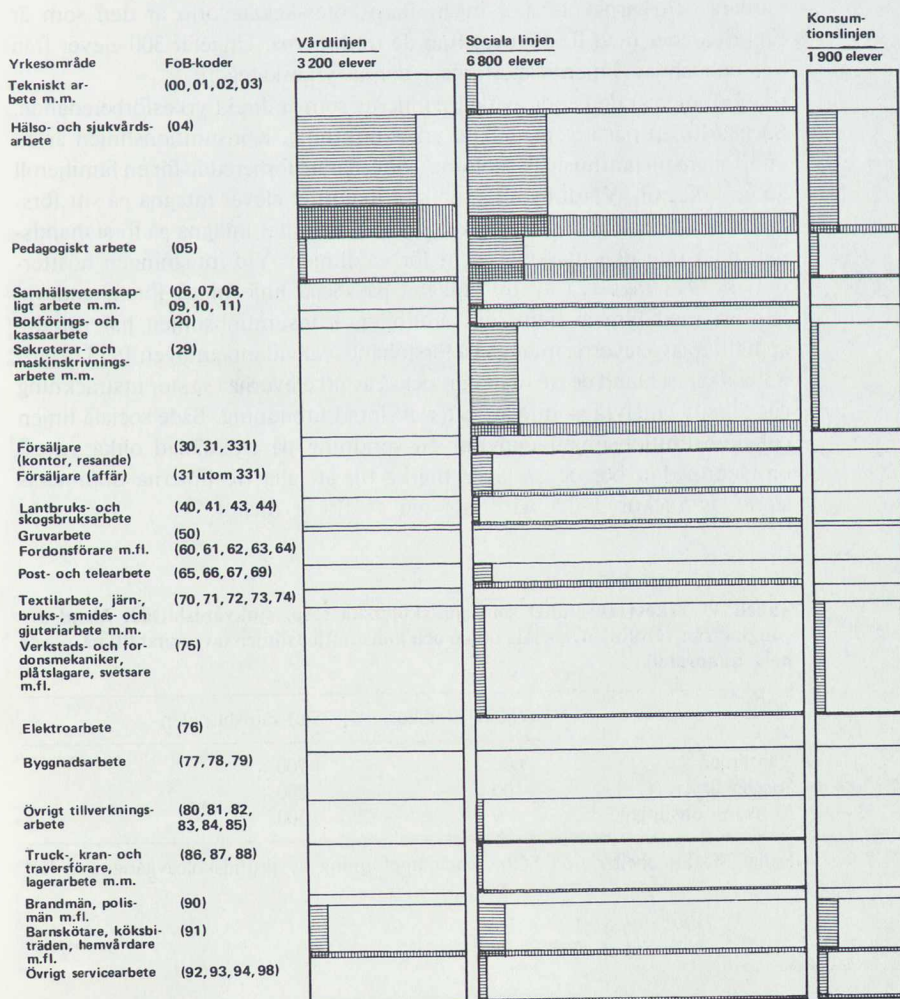 Konsum-
tionslinjen
Vårdlinjen
Sociala linjen
Yrkesområde FoB-koder 3 200 elever 6 800 elever 1 900 elever
Tekniskt ar- (00, 01, 02, 03)
bete m.m.
Hälso- och sjukvårds- (04)
arbete
Pedagogiskt arbete (05)
Samhällsvetenskap- (06, 07, 08,
ligt arbete m.m. 09, 10, 11)
Bokförings- och (20)
kassaarbete
Sekreterar- och (29)
maskinskrivnings-
arbete m.m.
Försäljare (30, 33, 331)
(kontor, resande)
Försäljare (affär) (31 utom 331)
Lantbruks- och (40, 41, 43, 44)
skogsbruksarbete
Gruvarbete (50)
Fordonsförare m.fl. (60, 61, 62, 63, 64)
Post- och telearbete (65, 66, 67, 69)
Textilarbete, järn- (70, 71, 72, 73, 74)
bruks-, smides- och
gjuteriarbete m.m.
Verkstads- och for- (75)
donsmekaniker,
plåtslagare, svetsare
m.fl.
Elektroarbete (76)
Byggnadsarbete (77, 78, 79)
Övrigt tillverknings- (80, 81, 82,
arbete 83, 84, 85)
Truck-, kran- och (86, 87, 88)
traversförare,
lagerarbete m.m.
Brandmän, polis- (90)
män m.fl.
Barnskötare, köksbi- (91)
träden, hemvårdare
m.fl.
Övrigt servicearbete (92, 93, 94, 98)